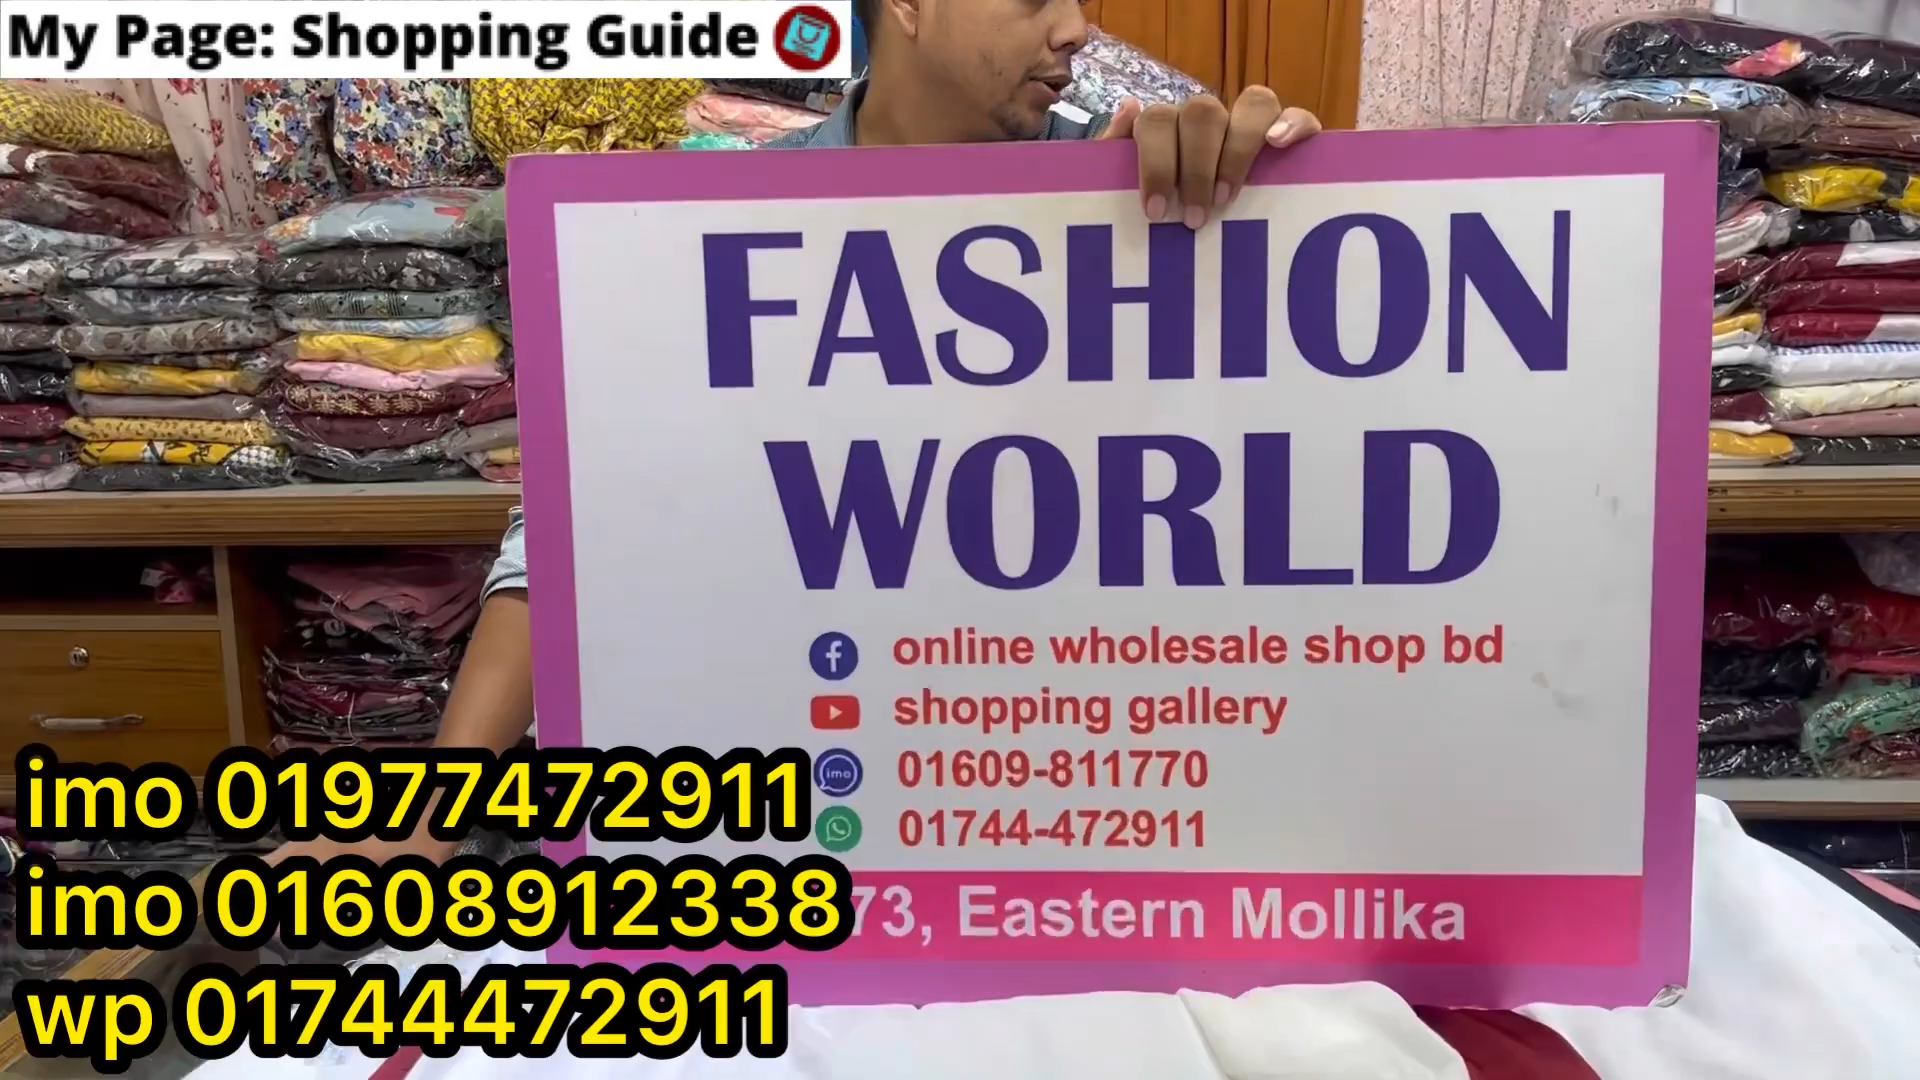 My Page: Shopping Guide
FASHION
WORLD
online wholesale shop bd
shopping gallery
imo
01609-811770
01744-472911
73, Eastern Mollika
imo 01977472911
imo 01608912338
wp 01744472911